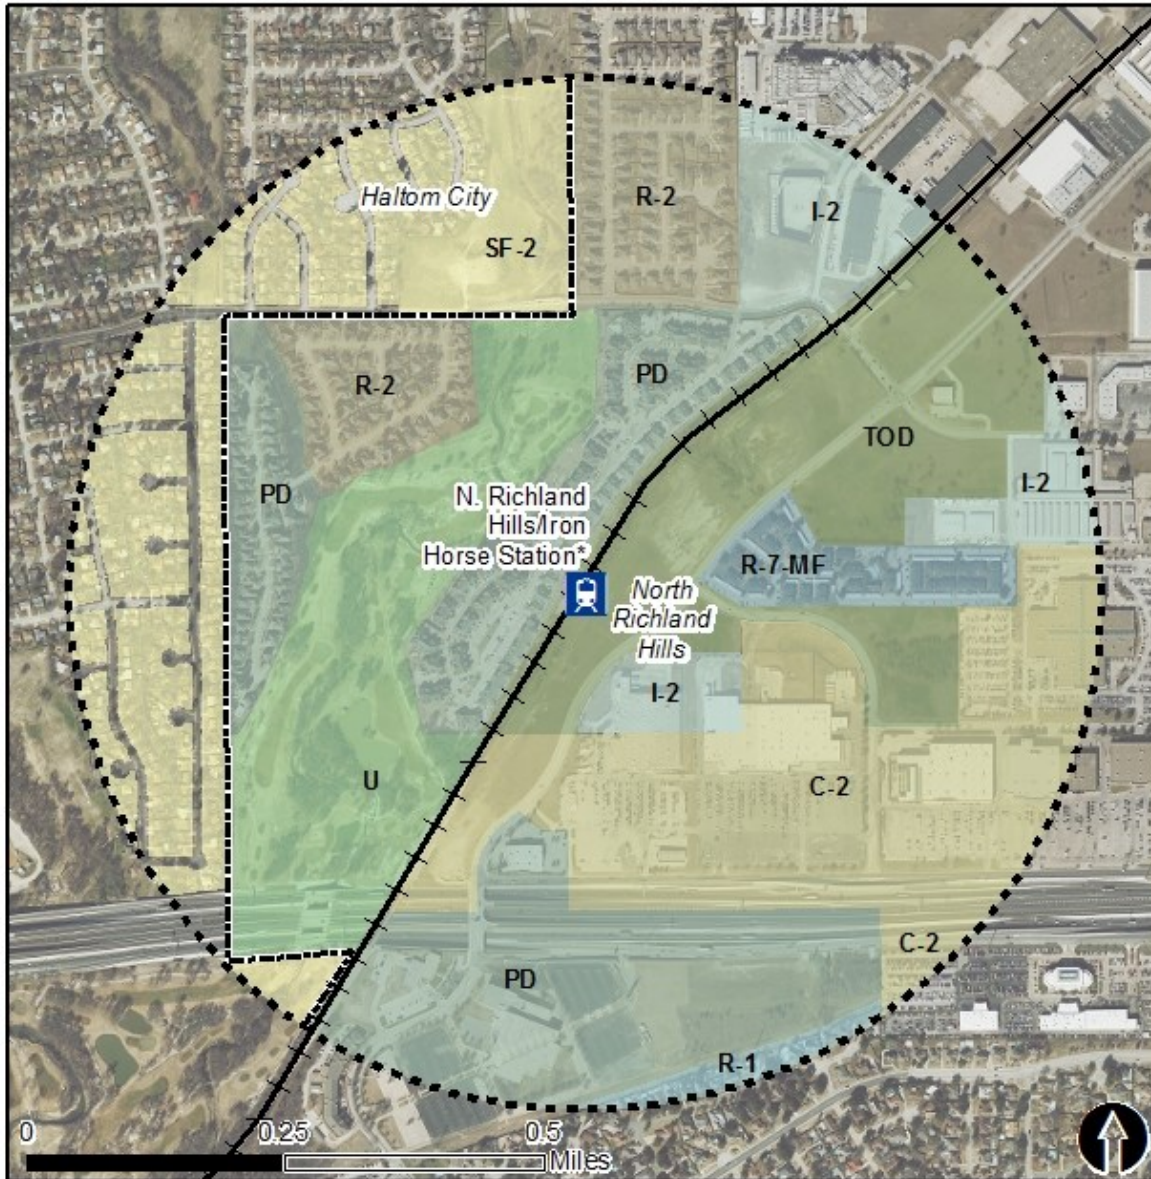 Haltom City
R-2
I-2
SF-2
R-2
PD
TOD
PD
I-2
N. Richland
Hills/Iron
Horse Station*
R-7-MF
North
Richland
Hills
I-2
U
C-2
C-2
PD
R-1
0
0.25
0.5
Miles